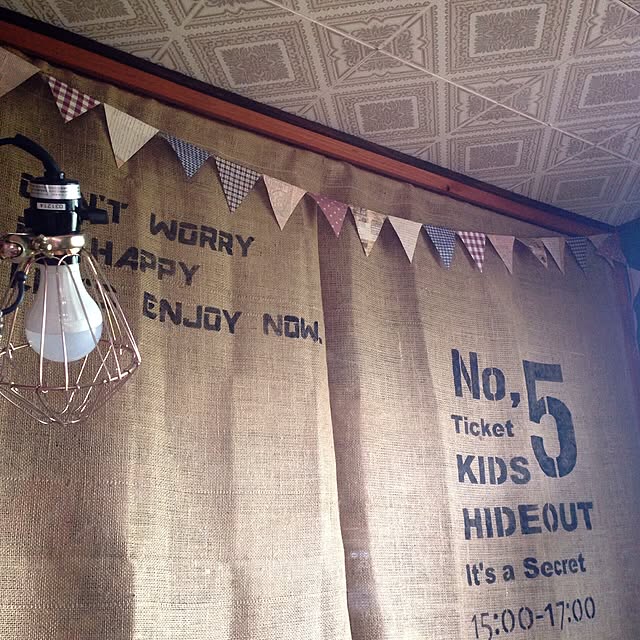 WORRY
HAPPY
ENJOY NOW.
No, 5
Ticket
KIDS
HIDEOUT
It's a Secret
15:00-17:00